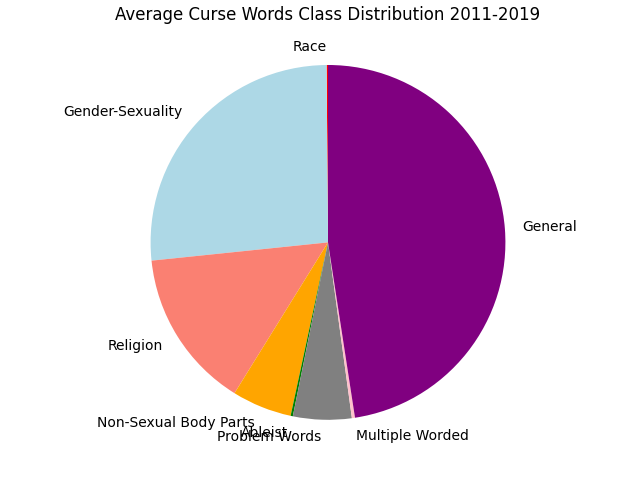 Average Curse Words Class Distribution 2011-2019
Race
Gender-Sexuality
General
Religion
Non-Sexual Body Parts
Ableist
Problem Words
Multiple Worded